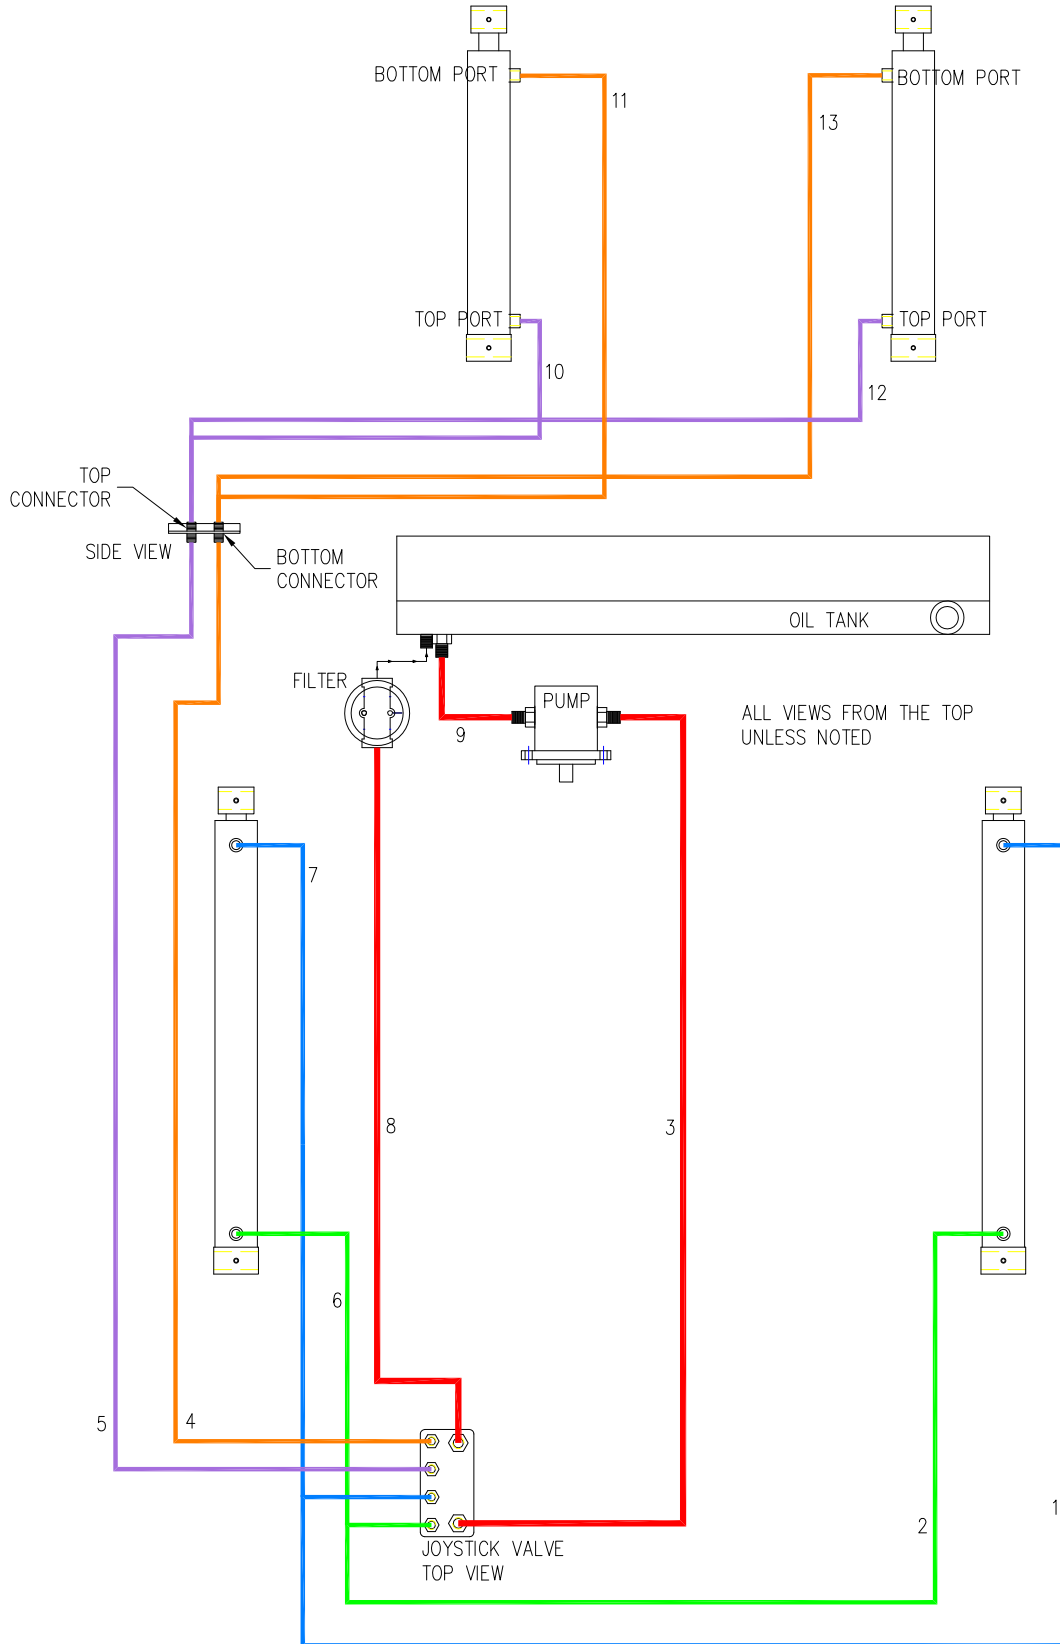 BOTTOM PORT
BOTTOM PORT
11
13
TOP PORT
TOP PORT
10
12
TOP
CONNECTOR
SIDE VIEW
BOTTOM
CONNECTOR
OIL TANK
FILTER
PUMP
9
ALL VIEWS FROM THE TOP
UNLESS NOTED
7
8
3
6
5
4
1
2
JOYSTICK VALVE
TOP VIEW